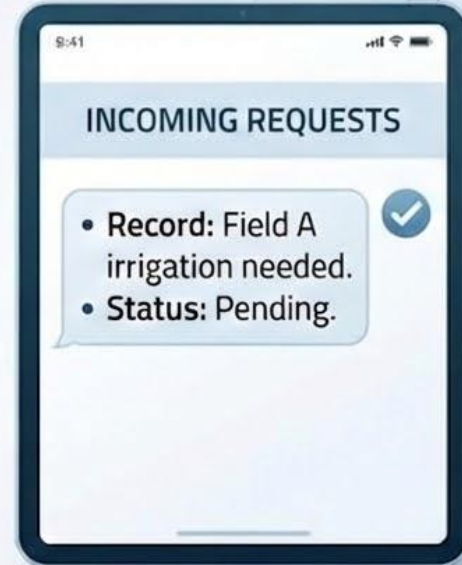 9:41
INCOMING REQUESTS
• Record: Field A
irrigation needed.
• Status: Pending.